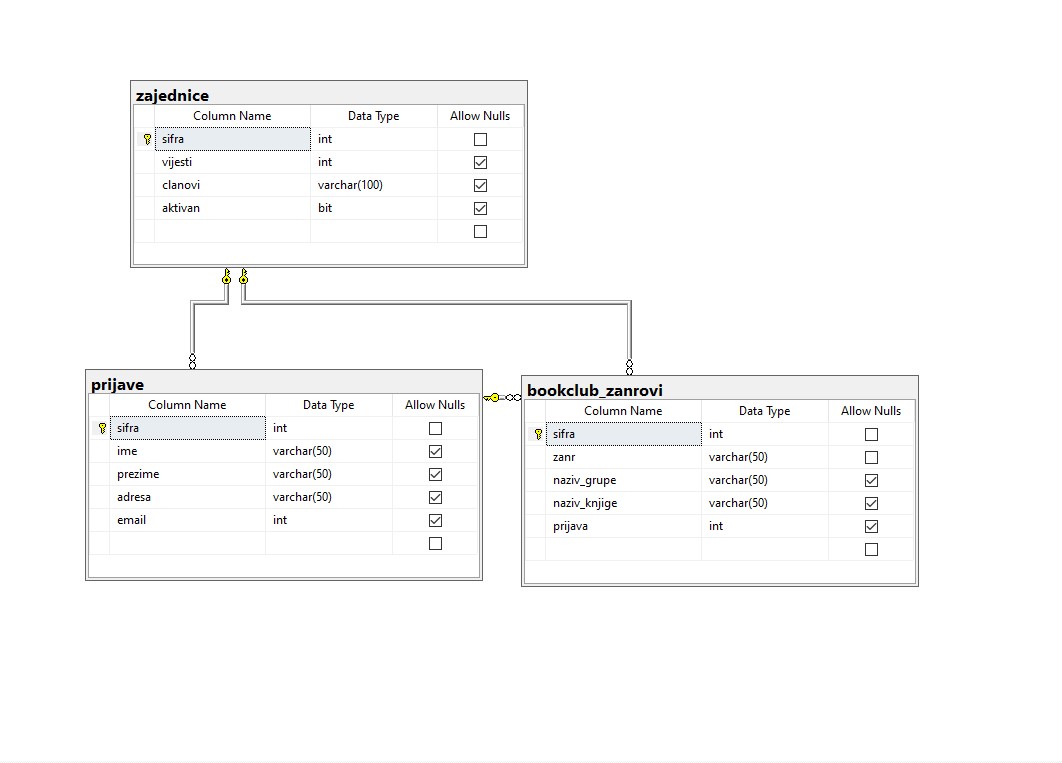 zajednice
Column Name Data Type Allow Nulls
sifra int
vijesti int
clanovi varchar(100)
aktivan bit
prijave
Column Name Data Type Allow Nulls
sifra int
ime varchar(50)
prezime varchar(50)
adresa varchar(50)
email int
bookclub_zanrovi
Column Name Data Type Allow Nulls
sifra int
zanr varchar(50)
naziv_grupe varchar(50)
naziv_knjige varchar(50)
prijava int